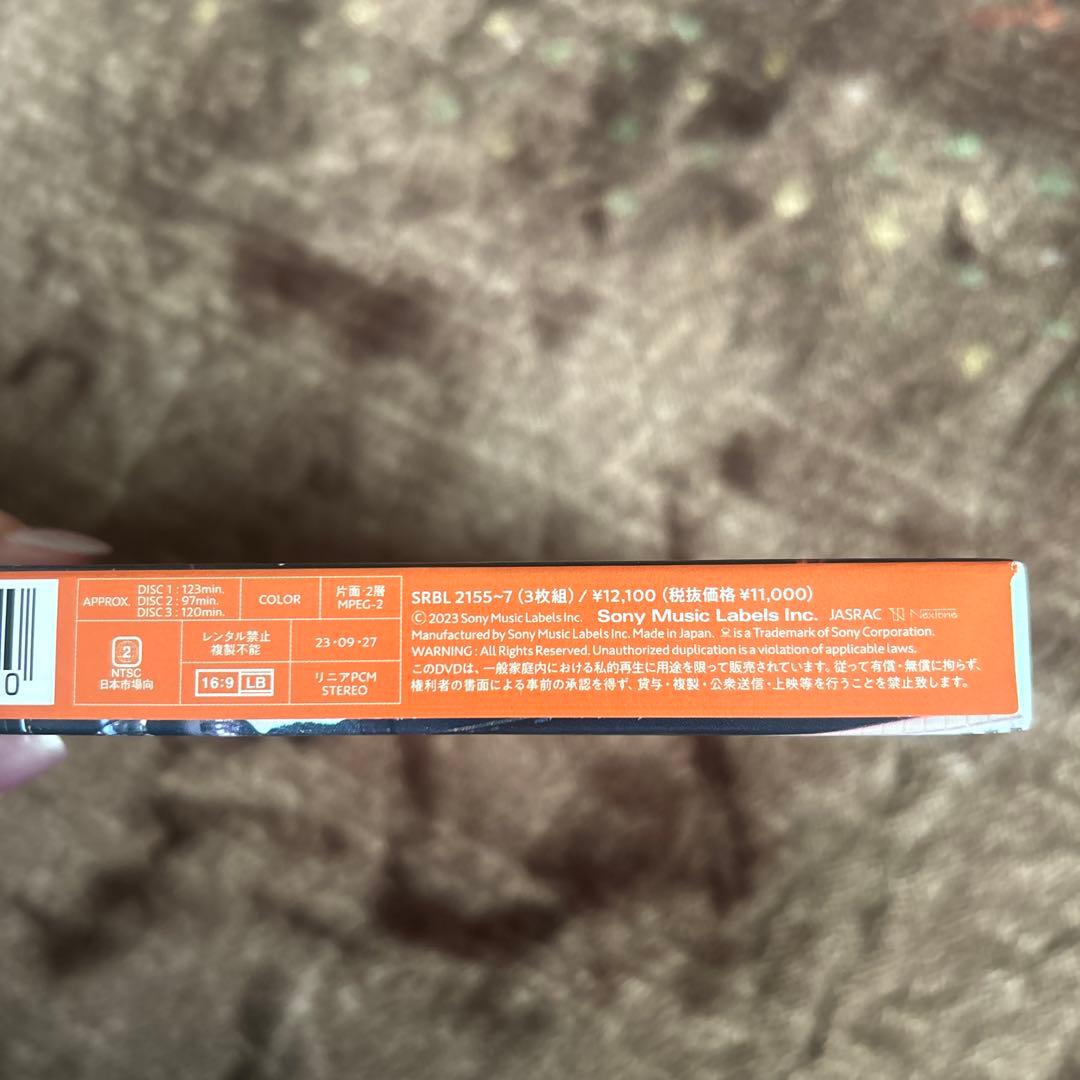 0
APPROX.
DISC 1 : 123min.
DISC 2 : 97min.
DISC 3 : 120min.
COLOR
片面·2層
MPEG-2
2
NTSC
日本市場向
レンタル禁止
複製不能
23·09·27
16:9 LB
リニアPCM
STEREO
SRBL 2155~7 (3枚組) / ¥12,100 (税抜価格 ¥11,000)
©2023 Sony Music Labels Inc. Sony Music Labels Inc. JASRAC NexTone
Manufactured by Sony Music Labels Inc. Made in Japan. is a Trademark of Sony Corporation.
WARNING : All Rights Reserved. Unauthorized duplication is a violation of applicable laws.
このDVDは、一般家庭内における私的再生に用途を限って販売されています。従って有償・無償に拘らず、
権利者の書面による事前の承認を得ず、貸与・複製・公衆送信・上映等を行うことを禁止致します。